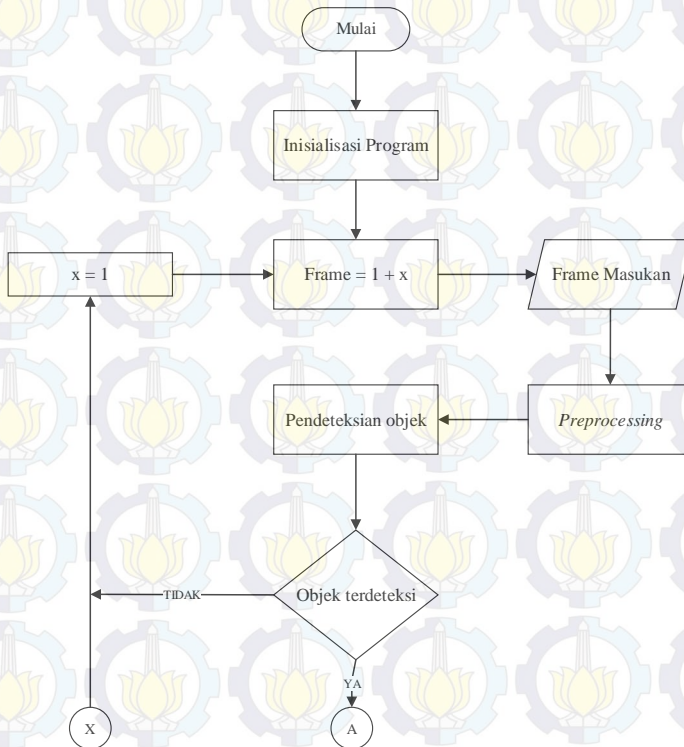 Mulai
Inisialisasi Program
x = 1
Frame = 1 + x
Frame Masukan
Pendeteksian objek
Preprocessing
Objek terdeteksi
TIDAK
YA
X
A